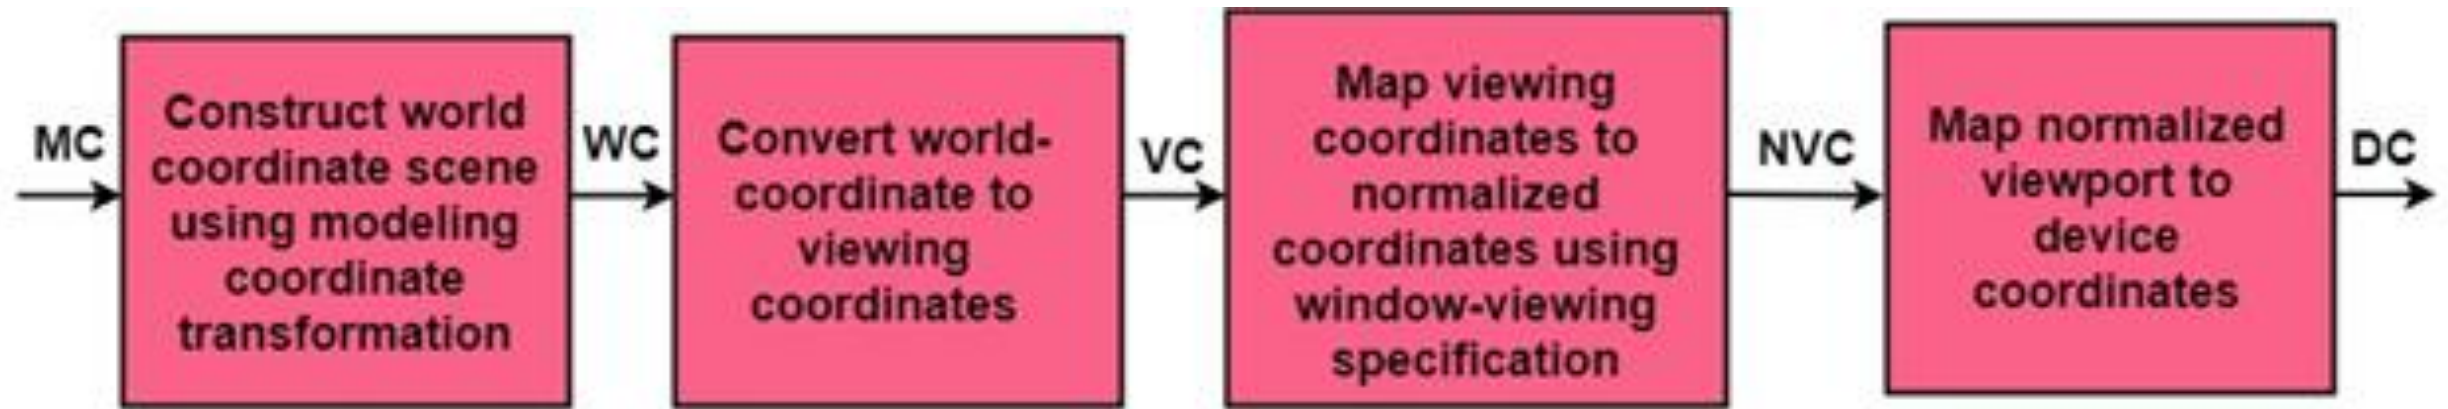 MC
Construct world
coordinate scene
using modeling
coordinate
transformation
WC
Convert world-
coordinate to
viewing
coordinates
VC
Map viewing
coordinates to
normalized
coordinates using
window-viewing
specification
NVC
Map normalized
viewport to
device
coordinates
DC